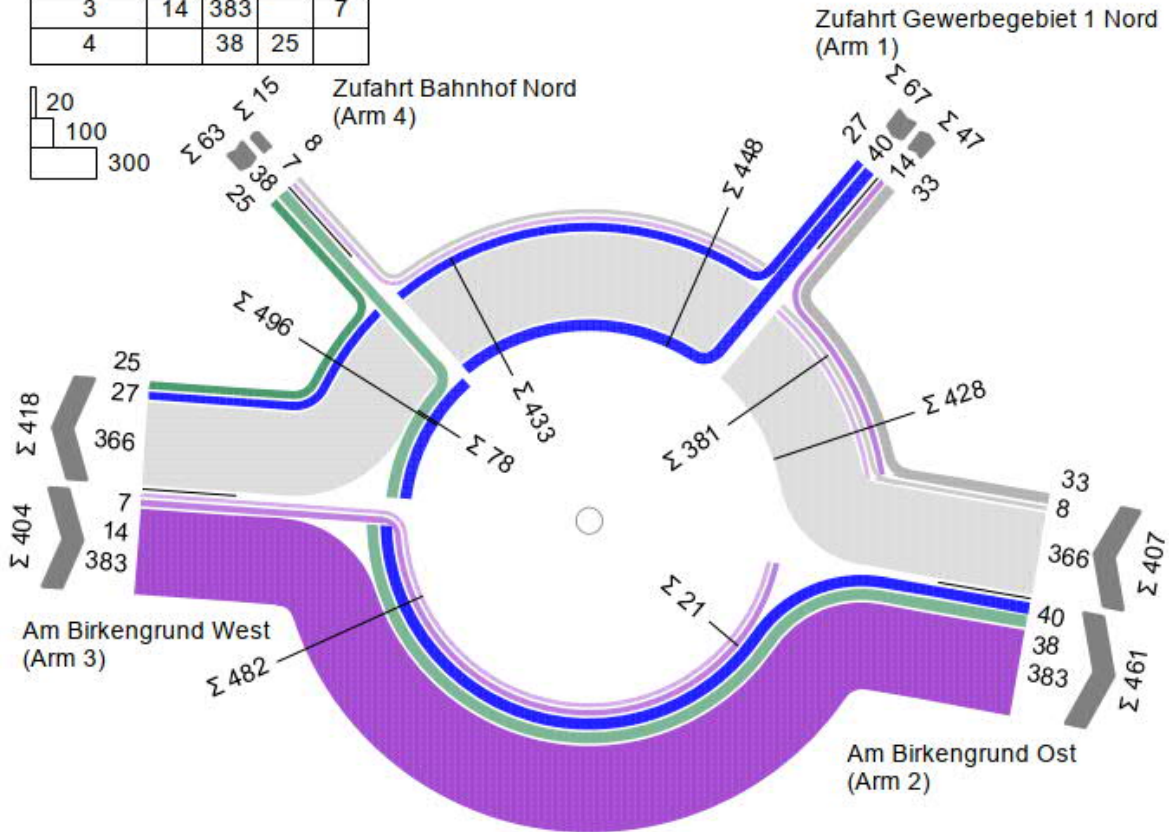 3 14 383 7
4 38 25
20
100
300
Zufahrt Gewerbegebiet 1 Nord
(Arm 1)
Zufahrt Bahnhof Nord
(Arm 4)
Σ 63
Σ 15
25
38
7
8
Σ 448
27
40
Σ 67
14
33
Σ 47
Σ 496
Σ 433
Σ 78
Σ 381
Σ 428
Σ 418
25
27
366
Σ 404
7
14
383
33
8
366
Σ 407
40
38
383
Σ 461
Σ 21
Σ 482
Am Birkengrund West
(Arm 3)
Am Birkengrund Ost
(Arm 2)